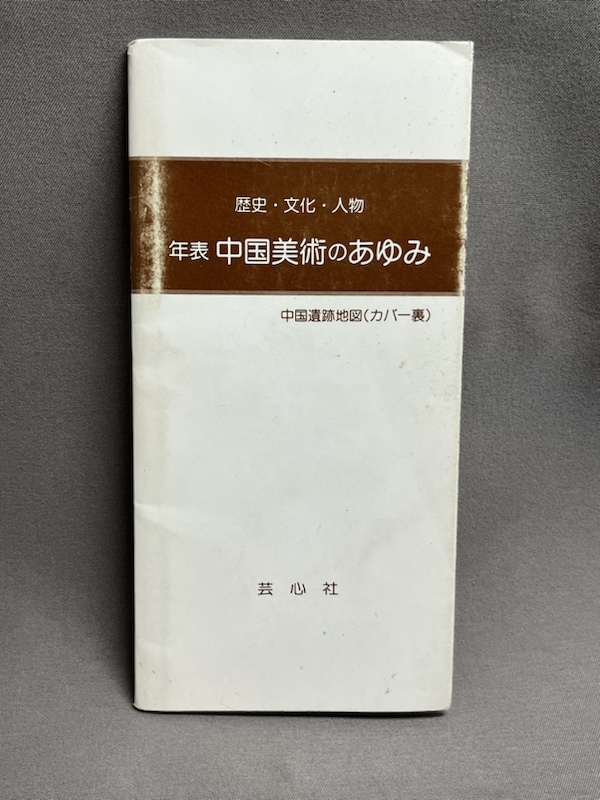 歴史・文化・人物
年表 中国美術のあゆみ
中国遺跡地図(カバー裏)
芸心社